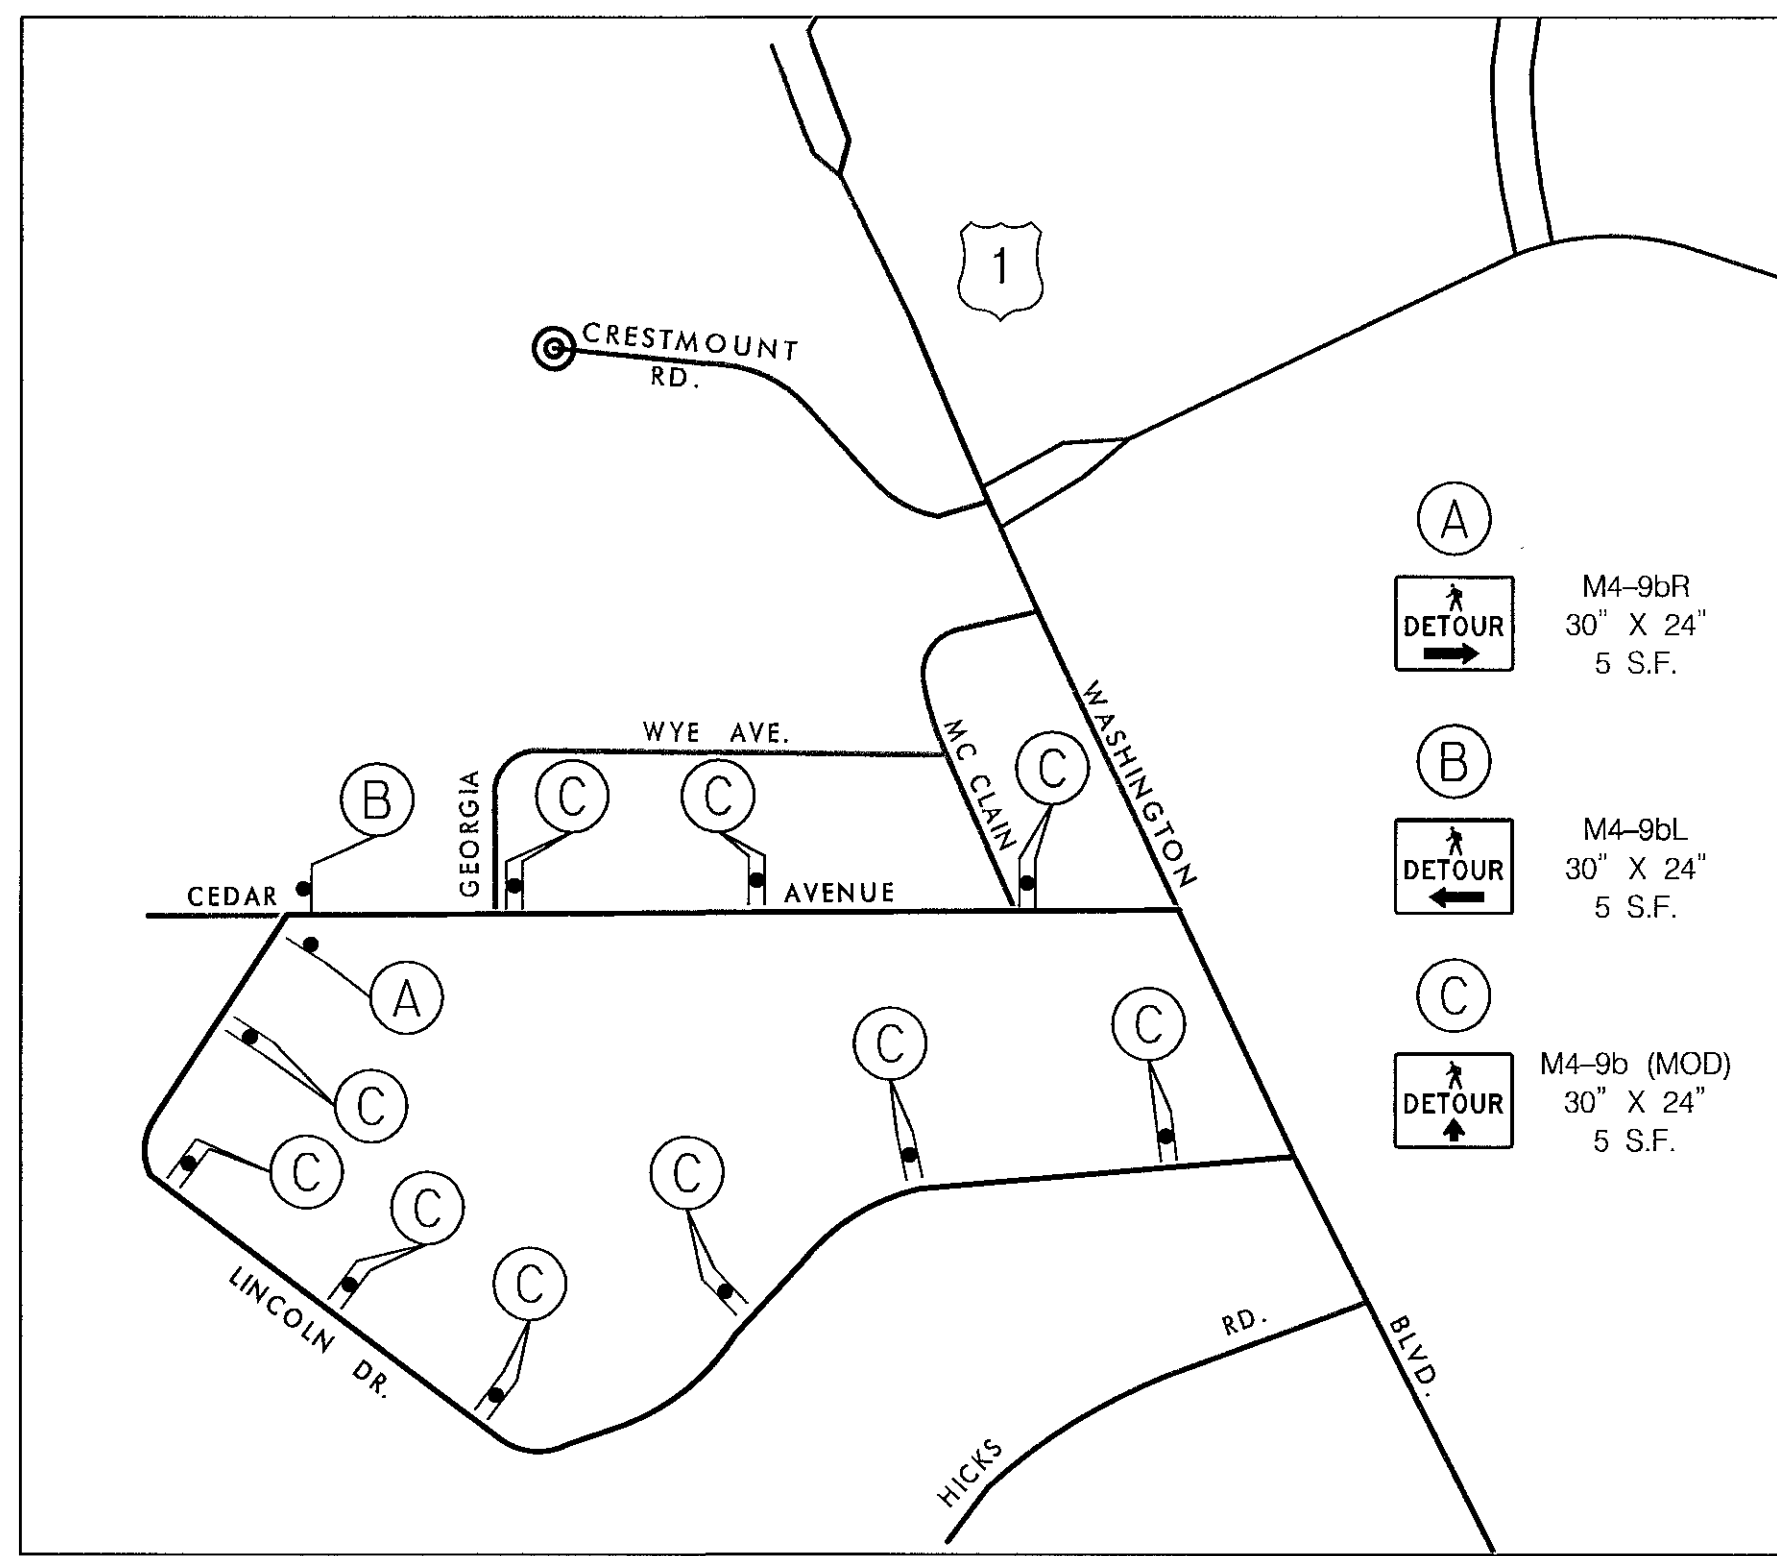 1
CRESTMOUNT
RD.
A
DETOUR
M4–9bR
30" X 24"
5 S.F.
WASHINGTON
WYE AVE.
MC CLAIN
C
B
GEORGIA
C
C
B
DETOUR
M4–9bL
30" X 24"
5 S.F.
CEDAR
AVENUE
A
C
C
C
DETOUR
M4–9b (MOD)
30" X 24"
5 S.F.
C
C
C
C
C
LINCOLN DR.
RD.
BLVD.
HICKS